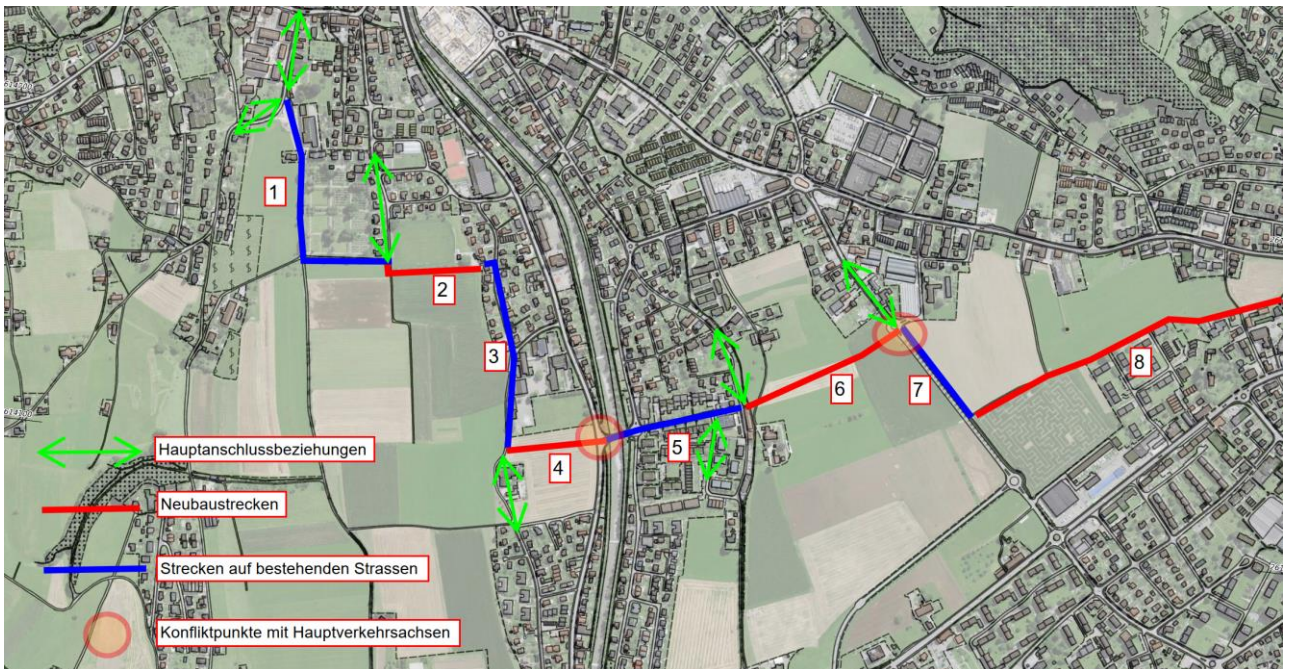 1
2
3
4
5
6
7
8
Hauptanschlussbeziehungen
Neubaustrecken
Strecken auf bestehenden Strassen
Konfliktpunkte mit Hauptverkehrsachsen